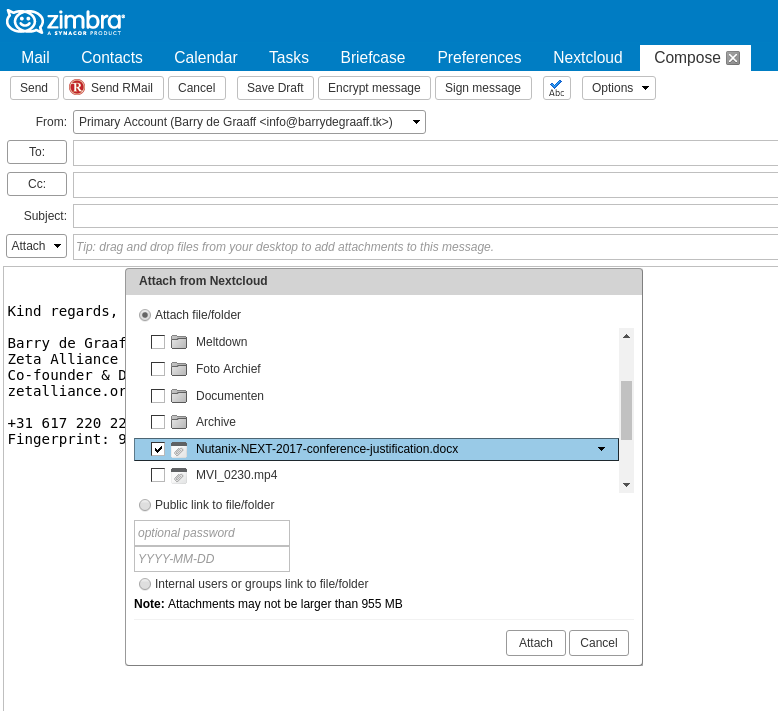 zimbra
A SYNACOR PRODUCT
Mail Contacts Calendar Tasks Briefcase Preferences Nextcloud Compose
Send Send RMail Cancel Save Draft Encrypt message Sign message Abc Options
From: Primary Account (Barry de Graaff <info@barrydegraaff.tk>)
To:
Cc:
Subject:
Attach Tip: drag and drop files from your desktop to add attachments to this message.
Attach from Nextcloud
Kind regards,
Barry de Graaf
Zeta Alliance
Co-founder & D
zetalliance.or
+31 617 220 22
Fingerprint: 9
Attach file/folder
Meltdown
Foto Archief
Documenten
Archive
Nutanix-NEXT-2017-conference-justification.docx
MVI_0230.mp4
Public link to file/folder
optional password
YYYY-MM-DD
Internal users or groups link to file/folder
Note: Attachments may not be larger than 955 MB
Attach Cancel